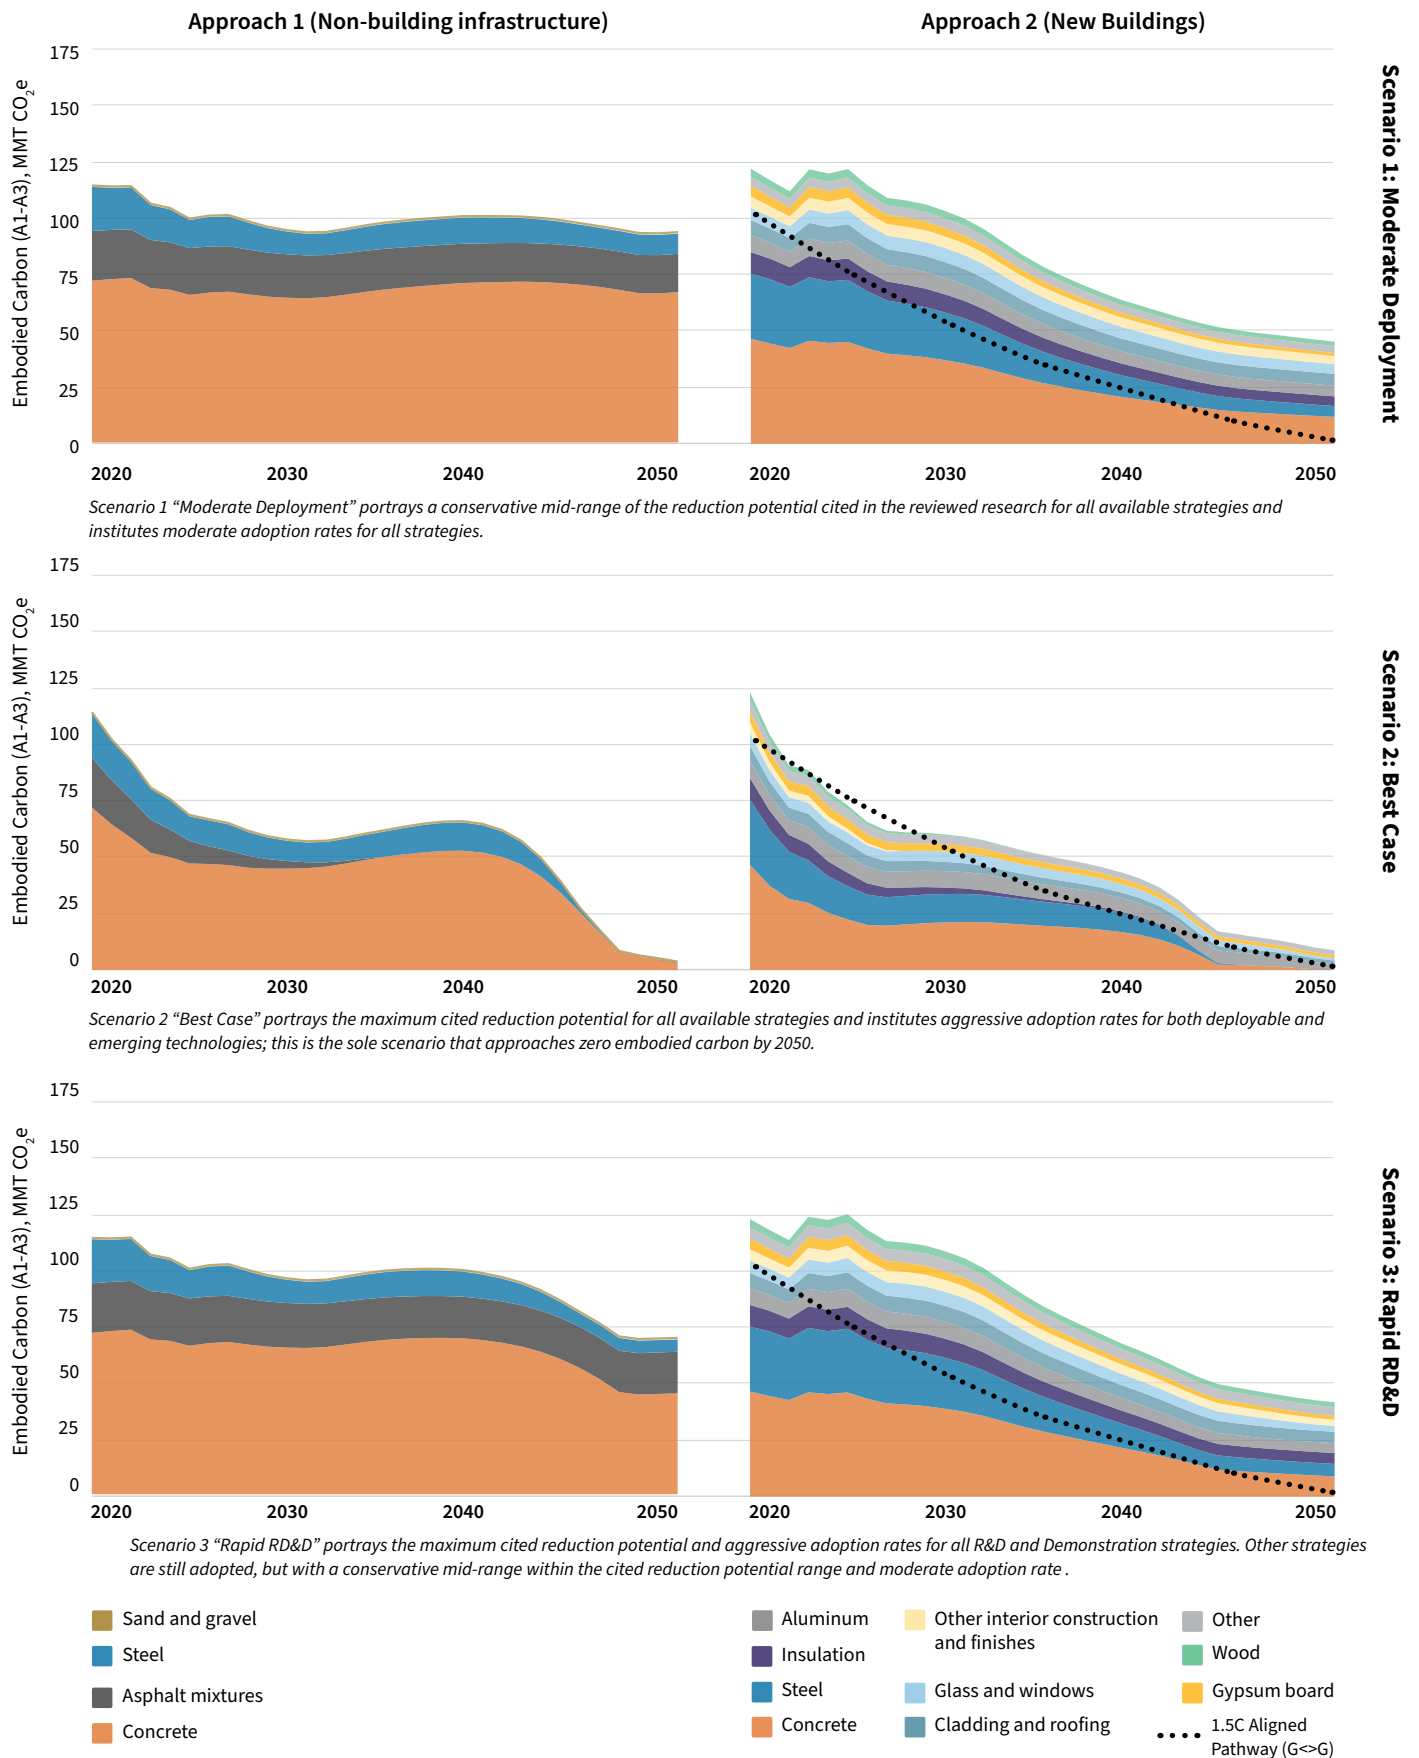 Approach 1 (Non-building infrastructure)
Approach 2 (New Buildings)
Scenario 1: Moderate Deployment
Embodied Carbon (A1-A3), MMT CO2e
175
150
125
100
75
50
25
0
2020 2030 2040 2050
2020 2030 2040 2050
Scenario 1 “Moderate Deployment” portrays a conservative mid-range of the reduction potential cited in the reviewed research for all available strategies and
institutes moderate adoption rates for all strategies.
Scenario 2: Best Case
Embodied Carbon (A1-A3), MMT CO2e
175
150
125
100
75
50
25
0
2020 2030 2040 2050
2020 2030 2040 2050
Scenario 2 “Best Case” portrays the maximum cited reduction potential for all available strategies and institutes aggressive adoption rates for both deployable and
emerging technologies; this is the sole scenario that approaches zero embodied carbon by 2050.
Scenario 3: Rapid RD&D
Embodied Carbon (A1-A3), MMT CO2e
175
150
125
100
75
50
25
0
2020 2030 2040 2050
2020 2030 2040 2050
Scenario 3 “Rapid RD&D” portrays the maximum cited reduction potential and aggressive adoption rates for all R&D and Demonstration strategies. Other strategies
are still adopted, but with a conservative mid-range within the cited reduction potential range and moderate adoption rate .
Sand and gravel
Steel
Asphalt mixtures
Concrete
Aluminum
Insulation
Steel
Concrete
Other interior construction
and finishes
Glass and windows
Cladding and roofing
Other
Wood
Gypsum board
1.5C Aligned
Pathway (G<>G)